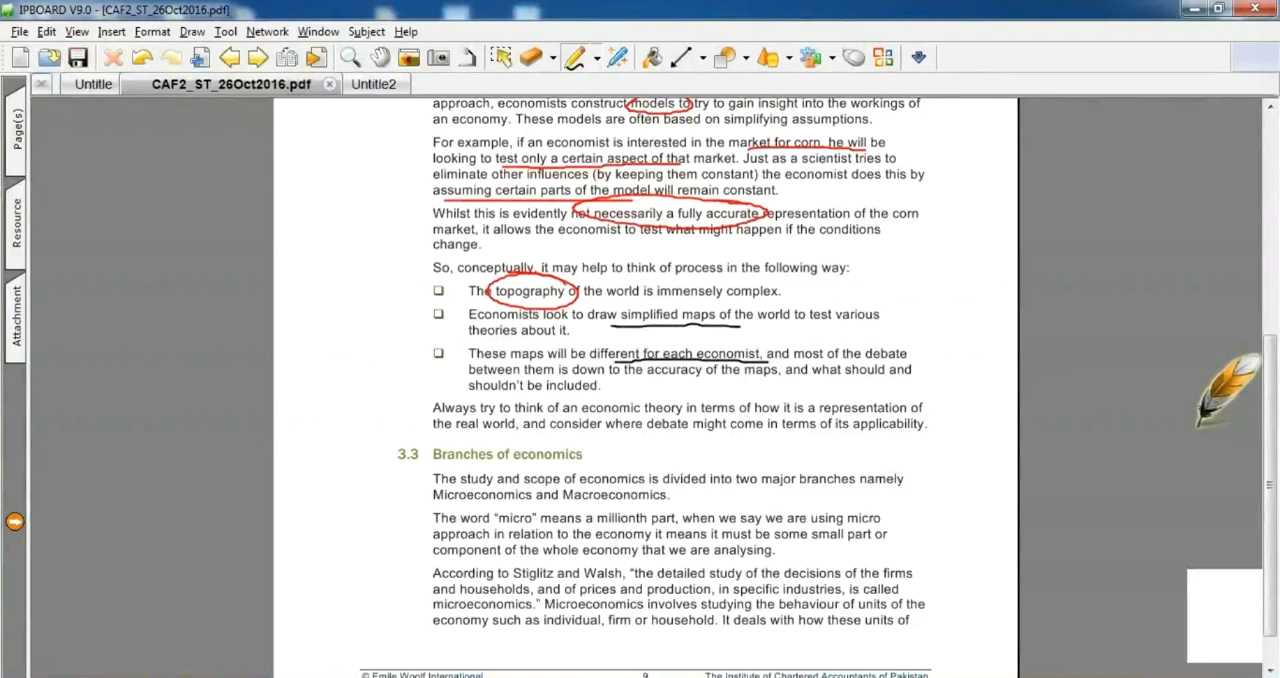 IPBOARD V9.0 - [CAF2_ST_26Oct2016.pdf]
File Edit View Insert Format Draw Tool Network Window Subject Help
Untitle CAF2_ST_26Oct2016.pdf Untitle2
Page(s)
Resource
Attachment
approach, economists construct models to try to gain insight into the workings of
an economy. These models are often based on simplifying assumptions.
For example, if an economist is interested in the market for corn, he will be
looking to test only a certain aspect of that market. Just as a scientist tries to
eliminate other influences (by keeping them constant) the economist does this by
assuming certain parts of the model will remain constant.
Whilst this is evidently not necessarily a fully accurate representation of the corn
market, it allows the economist to test what might happen if the conditions
change.
So, conceptually, it may help to think of process in the following way:
The topography of the world is immensely complex.
Economists look to draw simplified maps of the world to test various
theories about it.
These maps will be different for each economist, and most of the debate
between them is down to the accuracy of the maps, and what should and
shouldn't be included.
Always try to think of an economic theory in terms of how it is a representation of
the real world, and consider where debate might come in terms of its applicability.
3.3 Branches of economics
The study and scope of economics is divided into two major branches namely
Microeconomics and Macroeconomics.
The word “micro” means a millionth part, when we say we are using micro
approach in relation to the economy it means it must be some small part or
component of the whole economy that we are analysing.
According to Stiglitz and Walsh, “the detailed study of the decisions of the firms
and households, and of prices and production, in specific industries, is called
microeconomics.” Microeconomics involves studying the behaviour of units of the
economy such as individual, firm or household. It deals with how these units of
© Emile Woolf International 9 The Institute of Chartered Accountants of Pakistan